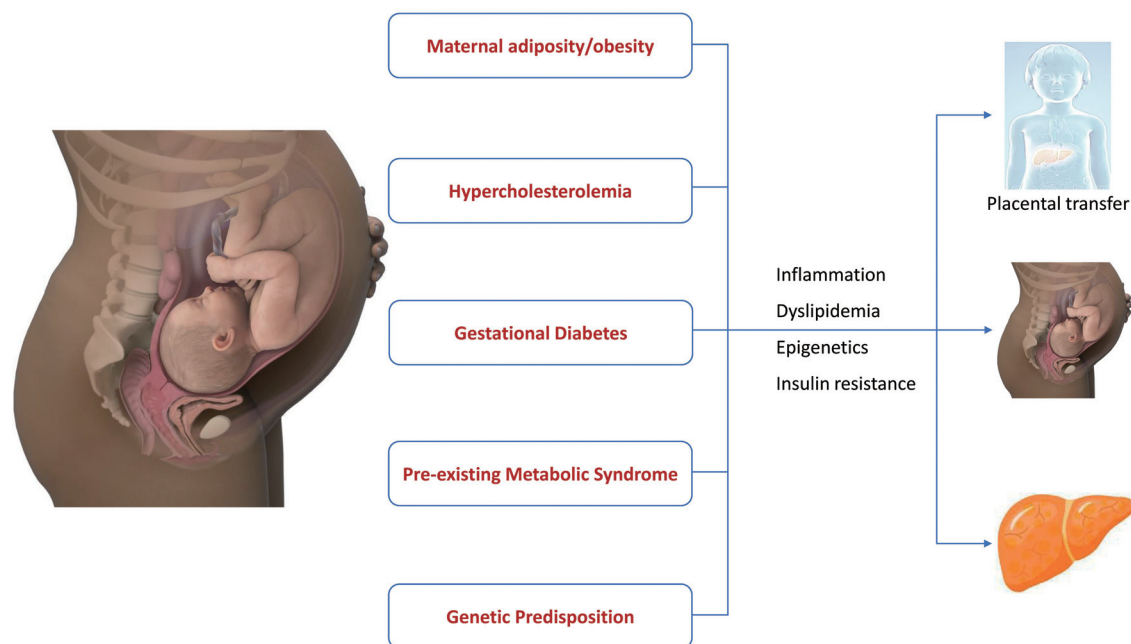 Maternal adiposity/obesity
Hypercholesterolemia
Gestational Diabetes
Pre-existing Metabolic Syndrome
Genetic Predisposition
Inflammation
Dyslipidemia
Epigenetics
Insulin resistance
Placental transfer